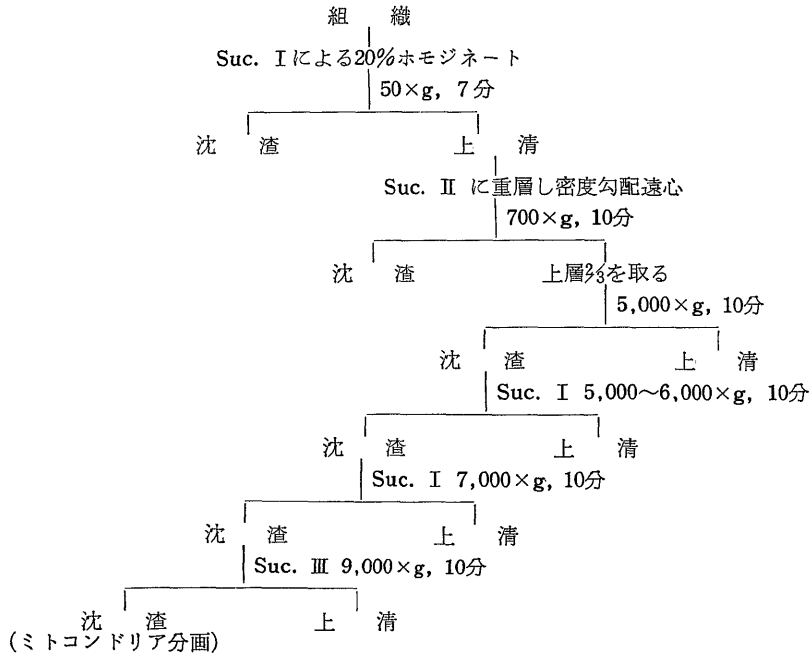 組 織
Suc. Ⅰによる20%ホモジネート
50×g, 7分
沈 渣 上 清
Suc. Ⅱ に重層し密度勾配遠心
700×g, 10分
沈 渣 上層⅔を取る
5,000×g, 10分
沈 渣 上 清
Suc. Ⅰ 5,000~6,000×g, 10分
沈 渣 上 清
Suc. Ⅰ 7,000×g, 10分
沈 渣 上 清
Suc. Ⅲ 9,000×g, 10分
沈 渣 上 清
(ミトコンドリア分画)